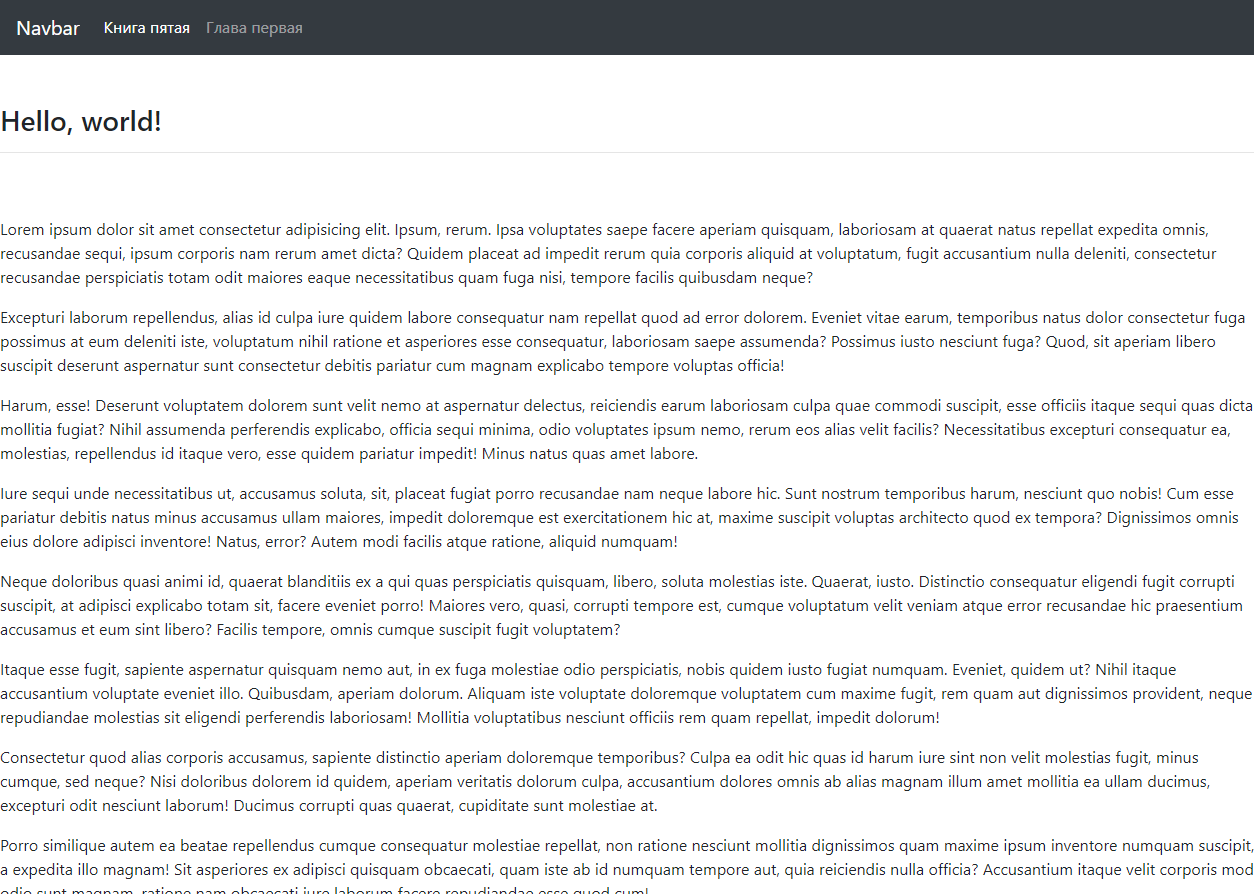 Navbar Книга пятая Глава первая
Hello, world!
Lorem ipsum dolor sit amet consectetur adipisicing elit. Ipsum, rerum. Ipsa voluptates saepe facere aperiam quisquam, laboriosam at quaerat natus repellat expedita omnis,
recusandae sequi, ipsum corporis nam rerum amet dicta? Quidem placeat ad impedit rerum quia corporis aliquid at voluptatum, fugit accusantium nulla deleniti, consectetur
recusandae perspiciatis totam odit maiores eaque necessitatibus quam fuga nisi, tempore facilis quibusdam neque?
Excepturi laborum repellendus, alias id culpa iure quidem labore consequatur nam repellat quod ad error dolorem. Eveniet vitae earum, temporibus natus dolor consectetur fuga
possimus at eum deleniti iste, voluptatum nihil ratione et asperiores esse consequatur, laboriosam saepe assumenda? Possimus iusto nesciunt fuga? Quod, sit aperiam libero
suscipit deserunt aspernatur sunt consectetur debitis pariatur cum magnam explicabo tempore voluptas officia!
Harum, esse! Deserunt voluptatem dolorem sunt velit nemo at aspernatur delectus, reiciendis earum laboriosam culpa quae commodi suscipit, esse officiis itaque sequi quas dicta
mollitia fugiat? Nihil assumenda perferendis explicabo, officia sequi minima, odio voluptates ipsum nemo, rerum eos alias velit facilis? Necessitatibus excepturi consequatur ea,
molestias, repellendus id itaque vero, esse quidem pariatur impedit! Minus natus quas amet labore.
Iure sequi unde necessitatibus ut, accusamus soluta, sit, placeat fugiat porro recusandae nam neque labore hic. Sunt nostrum temporibus harum, nesciunt quo nobis! Cum esse
pariatur debitis natus minus accusamus ullam maiores, impedit doloremque est exercitationem hic at, maxime suscipit voluptas architecto quod ex tempora? Dignissimos omnis
eius dolore adipisci inventore! Natus, error? Autem modi facilis atque ratione, aliquid numquam!
Neque doloribus quasi animi id, quaerat blanditiis ex a qui quas perspiciatis quisquam, libero, soluta molestias iste. Quaerat, iusto. Distinctio consequatur eligendi fugit corrupti
suscipit, at adipisci explicabo totam sit, facere eveniet porro! Maiores vero, quasi, corrupti tempore est, cumque voluptatum velit veniam atque error recusandae hic praesentium
accusamus et eum sint libero? Facilis tempore, omnis cumque suscipit fugit voluptatem?
Itaque esse fugit, sapiente aspernatur quisquam nemo aut, in ex fuga molestiae odio perspiciatis, nobis quidem iusto fugiat numquam. Eveniet, quidem ut? Nihil itaque
accusantium voluptate eveniet illo. Quibusdam, aperiam dolorum. Aliquam iste voluptate doloremque voluptatem cum maxime fugit, rem quam aut dignissimos provident, neque
repudiandae molestias sit eligendi perferendis laboriosam! Mollitia voluptatibus nesciunt officiis rem quam repellat, impedit dolorum!
Consectetur quod alias corporis accusamus, sapiente distinctio aperiam doloremque temporibus? Culpa ea odit hic quas id harum iure sint non velit molestias fugit, minus
cumque, sed neque? Nisi doloribus dolorem id quidem, aperiam veritatis dolorum culpa, accusantium dolores omnis ab alias magnam illum amet mollitia ea ullam ducimus,
excepturi odit nesciunt laborum! Ducimus corrupti quas quaerat, cupiditate sunt molestiae at.
Porro similique autem ea beatae repellendus cumque consequatur molestiae repellat, non ratione nesciunt mollitia dignissimos quam maxime ipsum inventore numquam suscipit,
a expedita illo magnam! Sit asperiores ex adipisci quisquam obcaecati, quam iste ab id numquam tempore aut, quia reiciendis nulla officia? Accusantium itaque velit corporis mod
odio sunt magnam, ratione nam obcaecati iure laborum facere repudiandae esse quod cum!